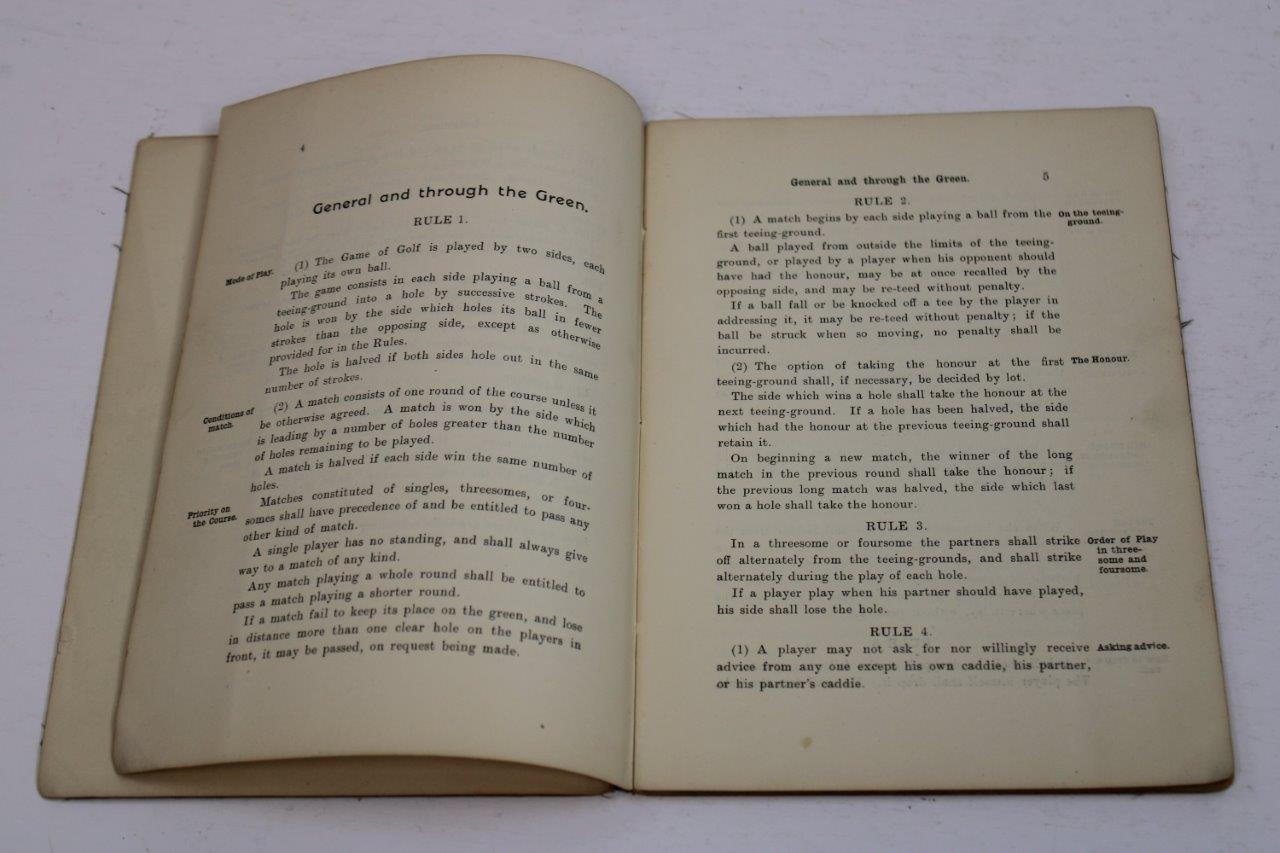 4
General and through the Green.
RULE 1.
Mode of Play.
(1) The Game of Golf is played by two sides, each
playing its own ball.
The game consists in each side playing a ball from a
teeing-ground into a hole by successive strokes. The
hole is won by the side which holes its ball in fewer
strokes than the opposing side, except as otherwise
provided for in the Rules.
The hole is halved if both sides hole out in the same
number of strokes.
Conditions of
match.
(2) A match consists of one round of the course unless it
be otherwise agreed. A match is won by the side which
is leading by a number of holes greater than the number
of holes remaining to be played.
A match is halved if each side win the same number of
holes.
Priority on
the Course.
Matches constituted of singles, threesomes, or four-
somes shall have precedence of and be entitled to pass any
other kind of match.
A single player has no standing, and shall always give
way to a match of any kind.
Any match playing a whole round shall be entitled to
pass a match playing a shorter round.
If a match fail to keep its place on the green, and lose
in distance more than one clear hole on the players in
front, it may be passed, on request being made.
General and through the Green. 5
RULE 2.
(1) A match begins by each side playing a ball from the
first teeing-ground.
On the teeing-
ground.
A ball played from outside the limits of the teeing-
ground, or played by a player when his opponent should
have had the honour, may be at once recalled by the
opposing side, and may be re-teed without penalty.
If a ball fall or be knocked off a tee by the player in
addressing it, it may be re-teed without penalty; if the
ball be struck when so moving, no penalty shall be
incurred.
(2) The option of taking the honour at the first
teeing-ground shall, if necessary, be decided by lot.
The Honour.
The side which wins a hole shall take the honour at the
next teeing-ground. If a hole has been halved, the side
which had the honour at the previous teeing-ground shall
retain it.
On beginning a new match, the winner of the long
match in the previous round shall take the honour; if
the previous long match was halved, the side which last
won a hole shall take the honour.
RULE 3.
In a threesome or foursome the partners shall strike
off alternately from the teeing-grounds, and shall strike
alternately during the play of each hole.
Order of Play
in three-
some and
foursome.
If a player play when his partner should have played,
his side shall lose the hole.
RULE 4.
(1) A player may not ask for nor willingly receive
advice from any one except his own caddie, his partner,
or his partner's caddie.
Asking advice.